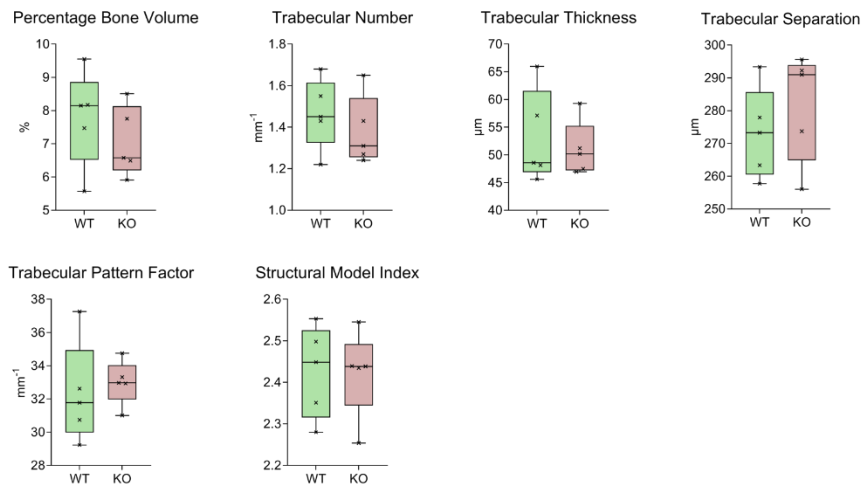 Percentage Bone Volume
10
9
8
7
6
5
%
WT KO
Trabecular Number
1.8
1.6
1.4
1.2
1.0
mm-1
WT KO
Trabecular Thickness
70
65
60
55
50
45
40
µm
WT KO
Trabecular Separation
300
290
280
270
260
250
µm
WT KO
Trabecular Pattern Factor
38
36
34
32
30
28
mm-1
WT KO
Structural Model Index
2.6
2.5
2.4
2.3
2.2
WT KO